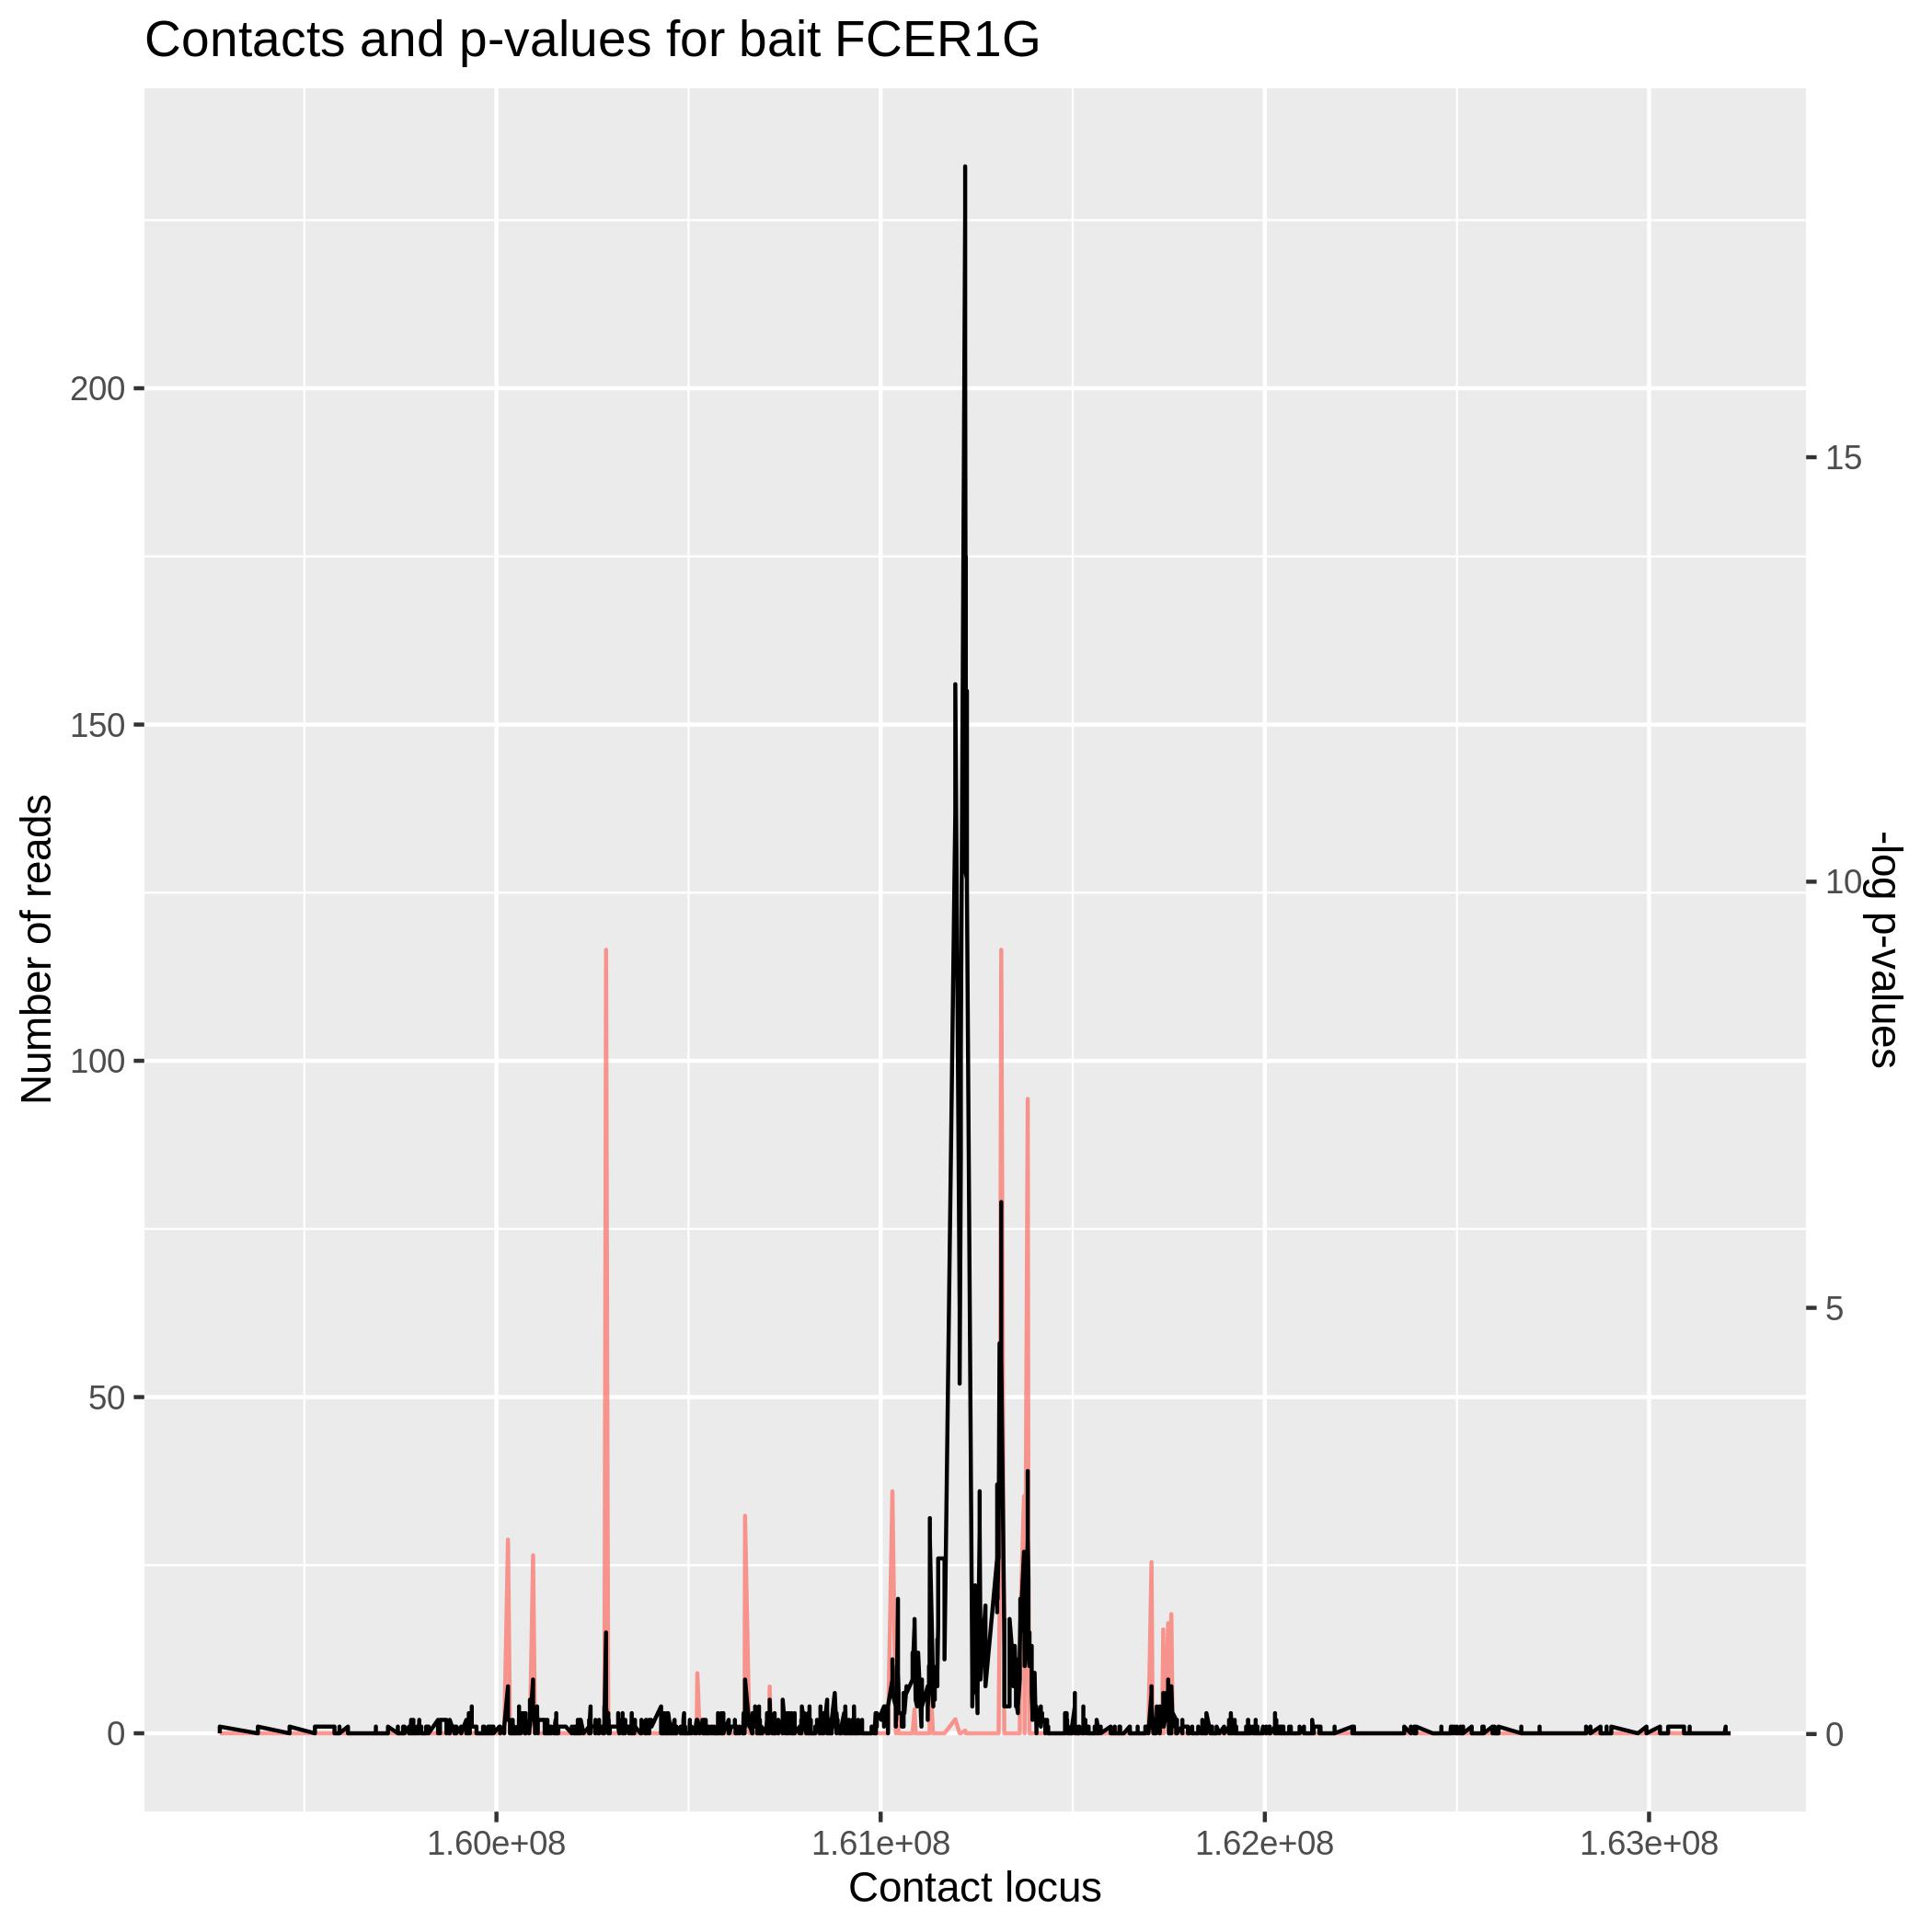 Contacts and p-values for bait FCER1G
Number of reads
200
150
100
50
0
15
10
5
0
-log p-values
1.60e+08
1.61e+08
1.62e+08
1.63e+08
Contact locus